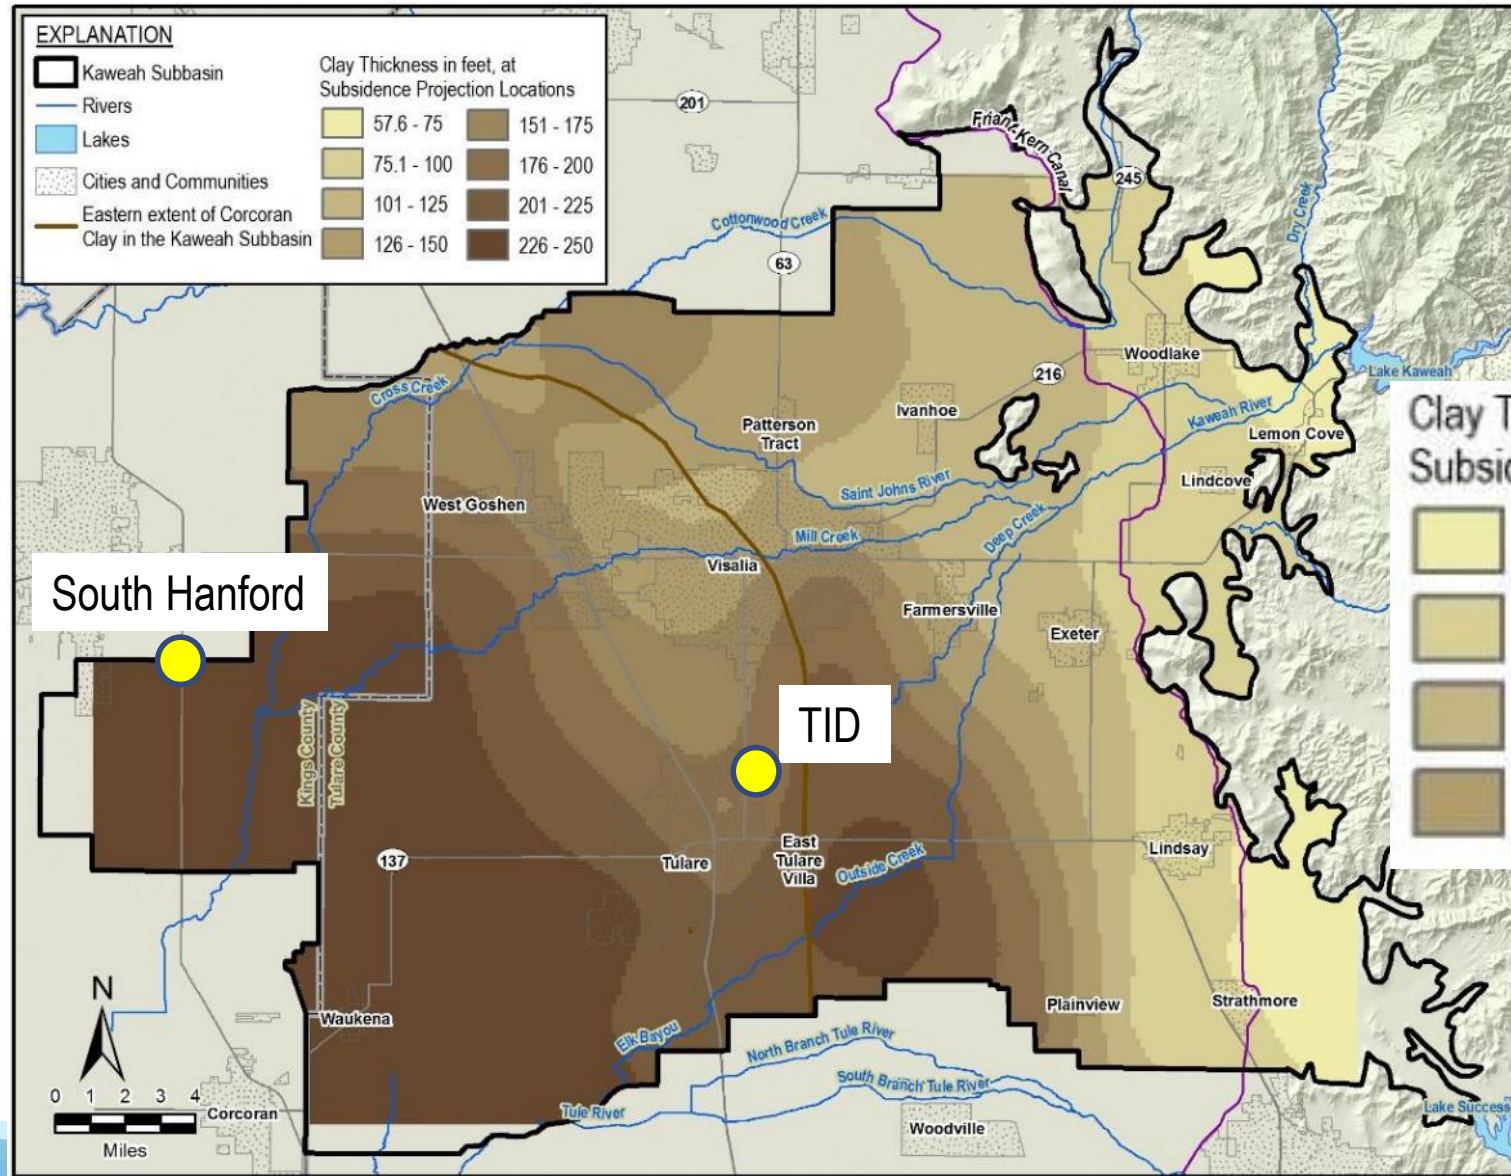 EXPLANATION
Kaweah Subbasin
Rivers
Lakes
Cities and Communities
Eastern extent of Corcoran
Clay in the Kaweah Subbasin
Clay Thickness in feet, at
Subsidence Projection Locations
57.6 - 75
75.1 - 100
101 - 125
126 - 150
151 - 175
176 - 200
201 - 225
226 - 250
201
Friant-Kern Canal
245
Dry Creek
Cottonwood Creek
63
Woodlake
Lake Kaweah
216
Cross Creek
Ivanhoe
Patterson
Tract
Kaweah River
Lemon Cove
Clay T
Subsid
Saint Johns River
Lindcove
West Goshen
Mill Creek
Deep Creek
Visalia
South Hanford
Farmersville
Exeter
TID
Kings County
Tulare County
137
Tulare
East
Tulare
Villa
Outside Creek
Lindsay
N
Waukena
Plainview
Strathmore
Elk Bayou
North Branch Tule River
South Branch Tule River
0 1 2 3 4
Miles
Corcoran
Tule River
Woodville
Lake Success